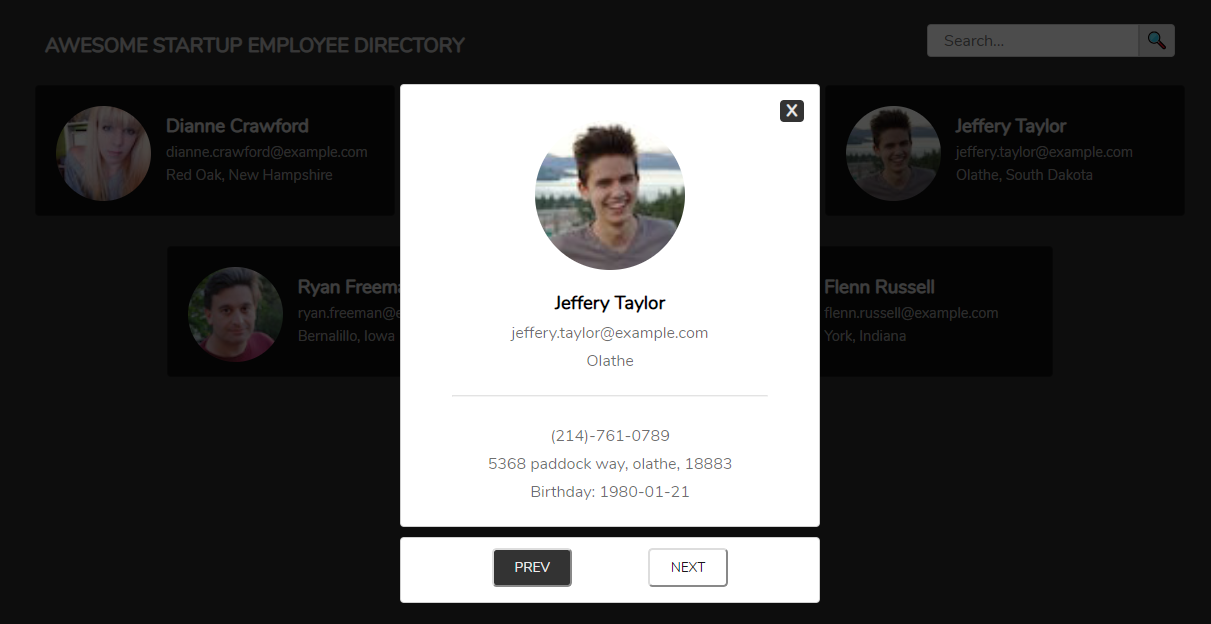 AWESOME STARTUP EMPLOYEE DIRECTORY
Search...
X
Dianne Crawford
dianne.crawford@example.com
Red Oak, New Hampshire
Jeffery Taylor
jeffery.taylor@example.com
Olathe, South Dakota
Ryan Freema
ryan.freeman@e
Bernalillo, Iowa
Flenn Russell
flenn.russell@example.com
York, Indiana
Jeffery Taylor
jeffery.taylor@example.com
Olathe
(214)-761-0789
5368 paddock way, olathe, 18883
Birthday: 1980-01-21
PREV
NEXT